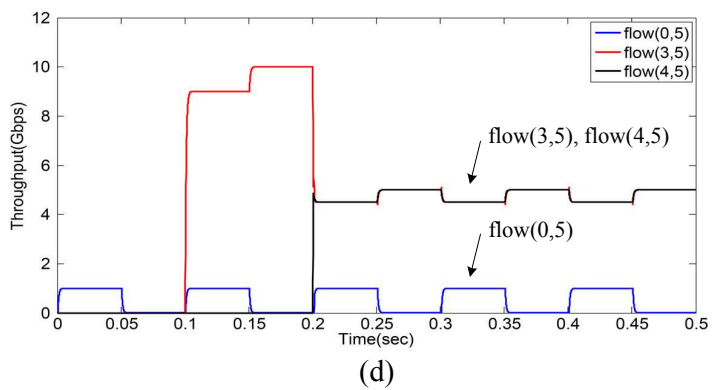 12
10
8
6
4
2
0
Throughput(Gbps)
flow(0,5)
flow(3,5)
flow(4,5)
flow(3,5), flow(4,5)
flow(0,5)
0 0.05 0.1 0.15 0.2 0.25 0.3 0.35 0.4 0.45 0.5
Time(sec)
(d)